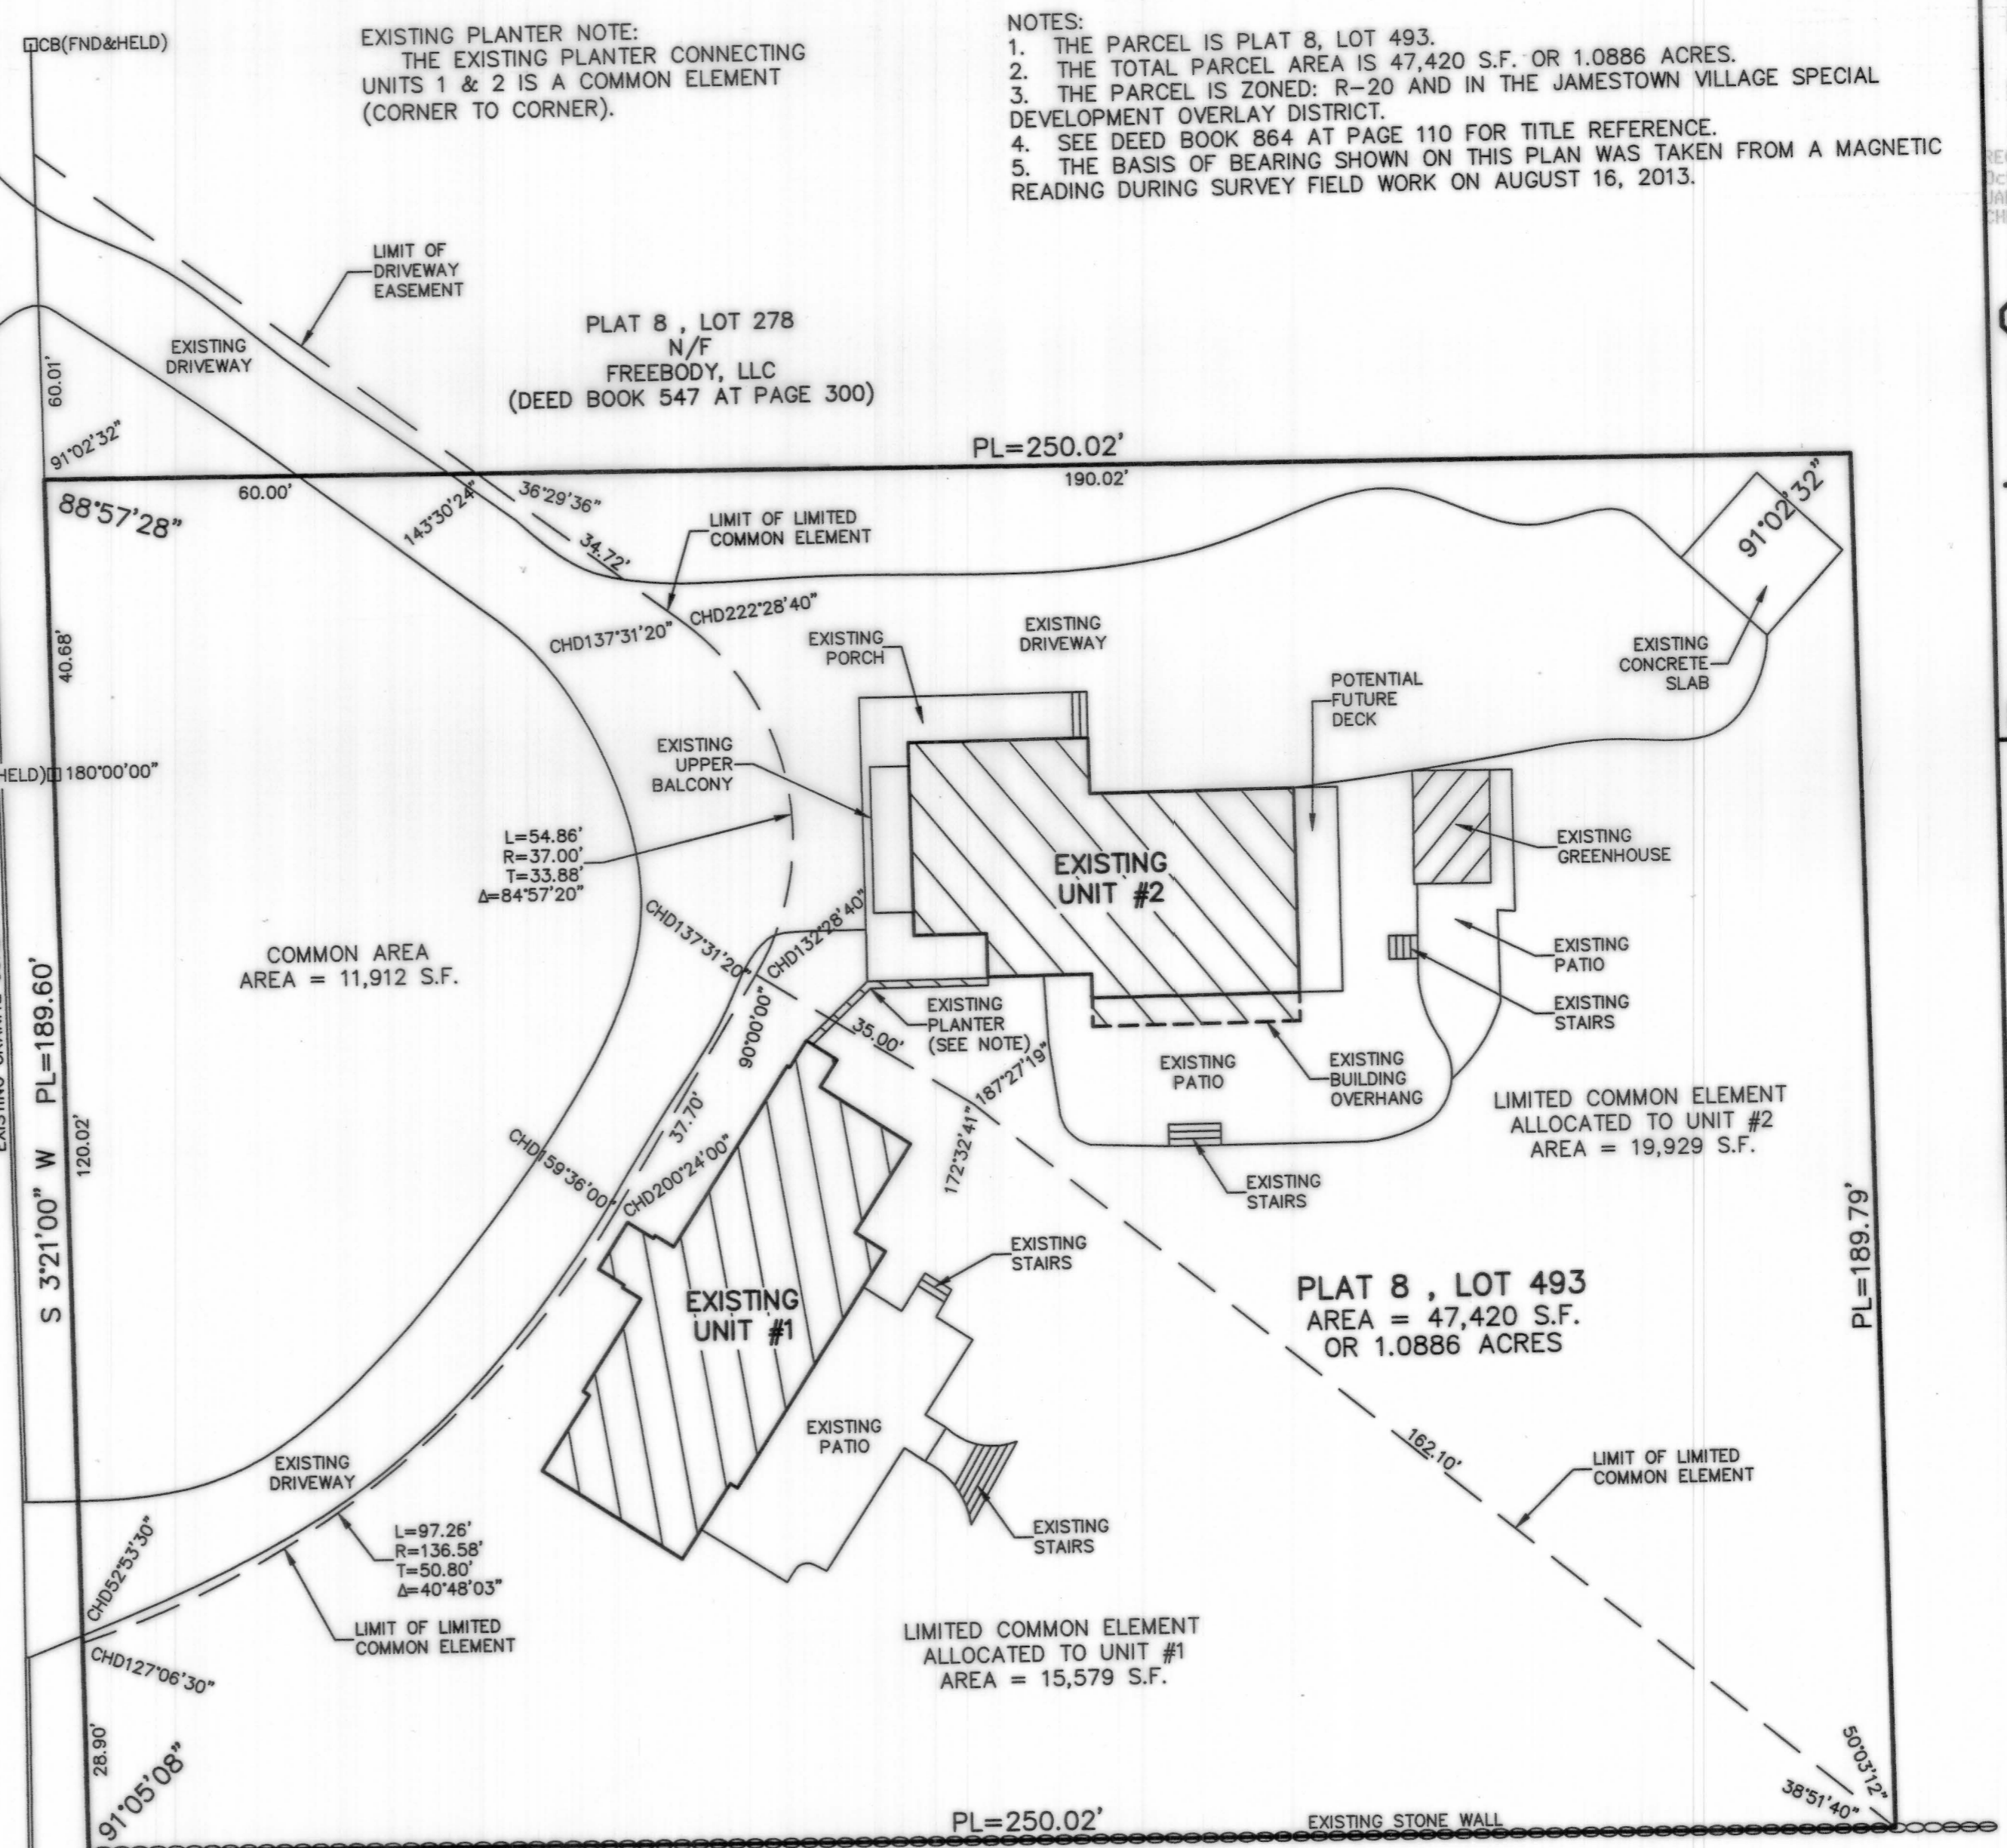 CB(FND&HELD)
EXISTING PLANTER NOTE:
THE EXISTING PLANTER CONNECTING
UNITS 1 & 2 IS A COMMON ELEMENT
(CORNER TO CORNER).
NOTES:
1. THE PARCEL IS PLAT 8, LOT 493.
2. THE TOTAL PARCEL AREA IS 47,420 S.F. OR 1.0886 ACRES.
3. THE PARCEL IS ZONED: R-20 AND IN THE JAMESTOWN VILLAGE SPECIAL
DEVELOPMENT OVERLAY DISTRICT.
4. SEE DEED BOOK 864 AT PAGE 110 FOR TITLE REFERENCE.
5. THE BASIS OF BEARING SHOWN ON THIS PLAN WAS TAKEN FROM A MAGNETIC
READING DURING SURVEY FIELD WORK ON AUGUST 16, 2013.
LIMIT OF
DRIVEWAY
EASEMENT
PLAT 8 , LOT 278
N/F
FREEBODY, LLC
(DEED BOOK 547 AT PAGE 300)
EXISTING
DRIVEWAY
60.01'
91°02'32"
PL=250.02'
60.00'
190.02'
88°57'28"
143°30'24"
36°29'36"
34.72'
LIMIT OF LIMITED
COMMON ELEMENT
91°02'32"
CHD222°28'40"
CHD137°31'20"
EXISTING
PORCH
EXISTING
DRIVEWAY
EXISTING
CONCRETE
SLAB
40.68'
POTENTIAL
FUTURE
DECK
EXISTING
UPPER
BALCONY
HELD)
180°00'00"
L=54.86'
R=37.00'
T=33.88'
Δ=84°57'20"
EXISTING
UNIT #2
EXISTING
GREENHOUSE
CHD137°31'20"
CHD132°28'40"
COMMON AREA
AREA = 11,912 S.F.
EXISTING
PATIO
EXISTING
STAIRS
90°00'00"
EXISTING
PLANTER
(SEE NOTE)
35.00'
187°27'19"
172°32'41"
EXISTING
PATIO
EXISTING
BUILDING
OVERHANG
LIMITED COMMON ELEMENT
ALLOCATED TO UNIT #2
AREA = 19,929 S.F.
S 3°21'00" W PL=189.60'
120.02'
37.70'
CHD159°36'00"
CHD200°24'00"
EXISTING
STAIRS
EXISTING
STAIRS
PL=189.79'
PLAT 8 , LOT 493
AREA = 47,420 S.F.
OR 1.0886 ACRES
EXISTING
UNIT #1
EXISTING
PATIO
162.10'
LIMIT OF LIMITED
COMMON ELEMENT
EXISTING
DRIVEWAY
EXISTING
STAIRS
L=97.26'
R=136.58'
T=50.80'
Δ=40°48'03"
CHD52°53'30"
LIMIT OF LIMITED
COMMON ELEMENT
CHD127°06'30"
LIMITED COMMON ELEMENT
ALLOCATED TO UNIT #1
AREA = 15,579 S.F.
28.90'
91°05'08"
50°03'12"
38°51'40"
PL=250.02'
EXISTING STONE WALL